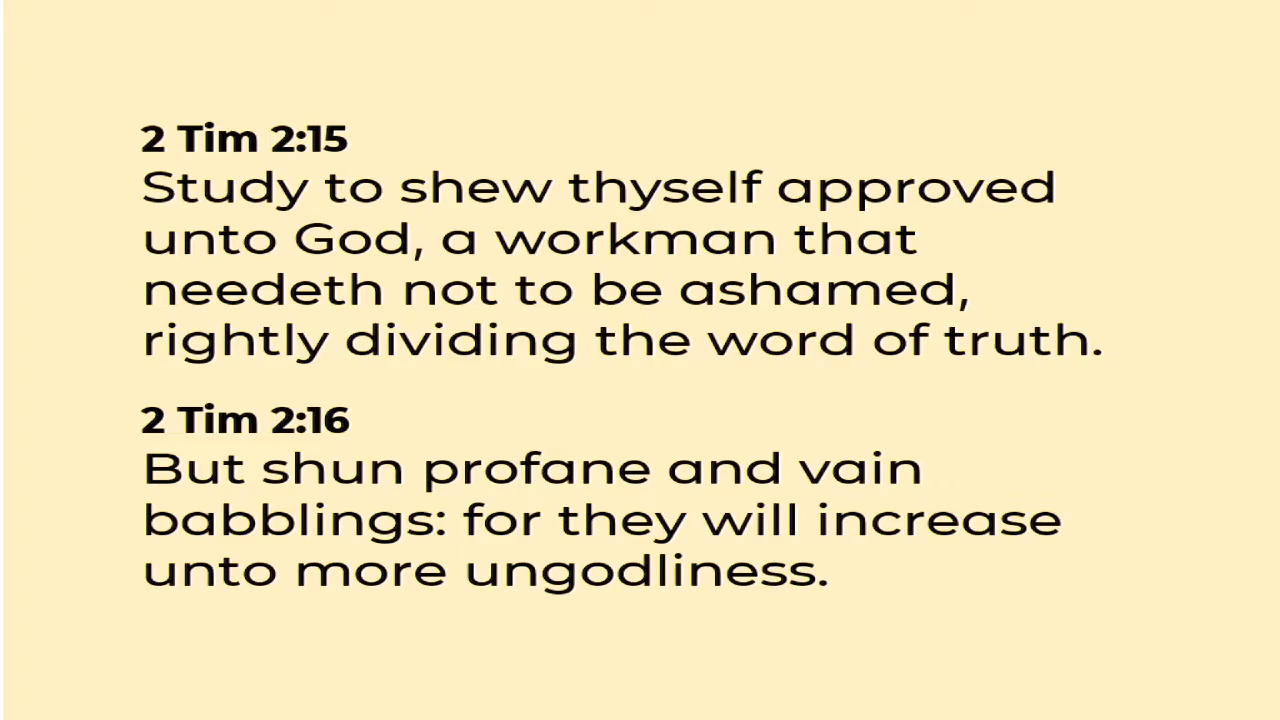 2 Tim 2:15
Study to shew thyself approved
unto God, a workman that
needeth not to be ashamed,
rightly dividing the word of truth.
2 Tim 2:16
But shun profane and vain
babblings: for they will increase
unto more ungodliness.